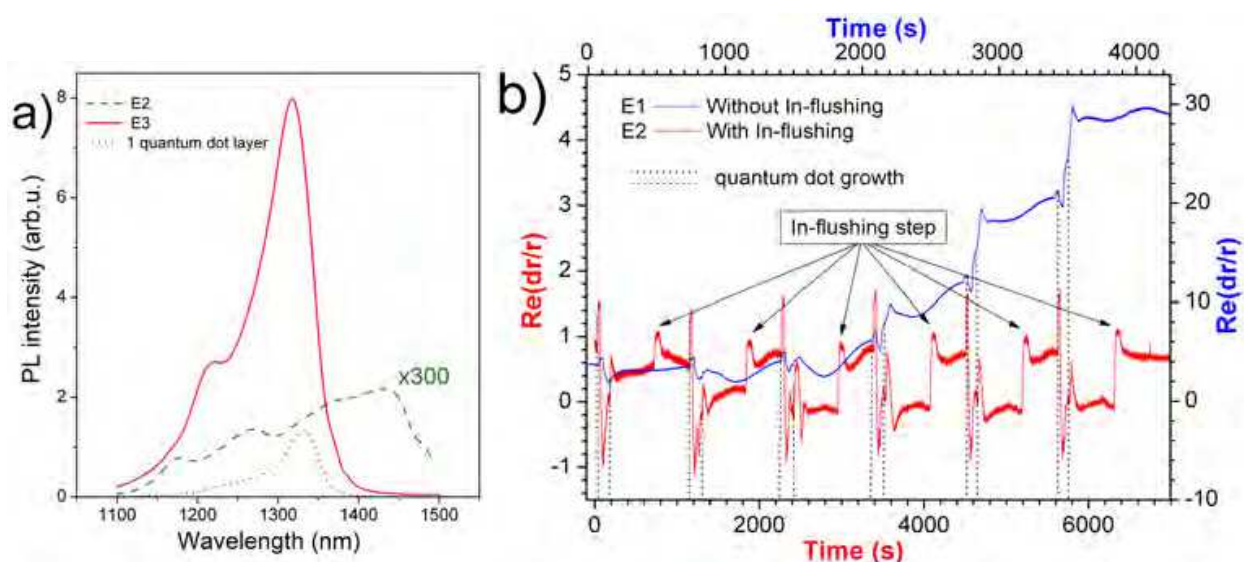 a)
8
6
4
2
0
PL intensity (arb.u.)
E2
E3
1 quantum dot layer
x300
1100 1200 1300 1400 1500
Wavelength (nm)
b)
Time (s)
0 1000 2000 3000 4000
5
4
3
2
1
0
-1
Re(dr/r)
E1 Without In-flushing
E2 With In-flushing
quantum dot growth
In-flushing step
30
20
10
0
-10
Re(dr/r)
0 2000 4000 6000
Time (s)